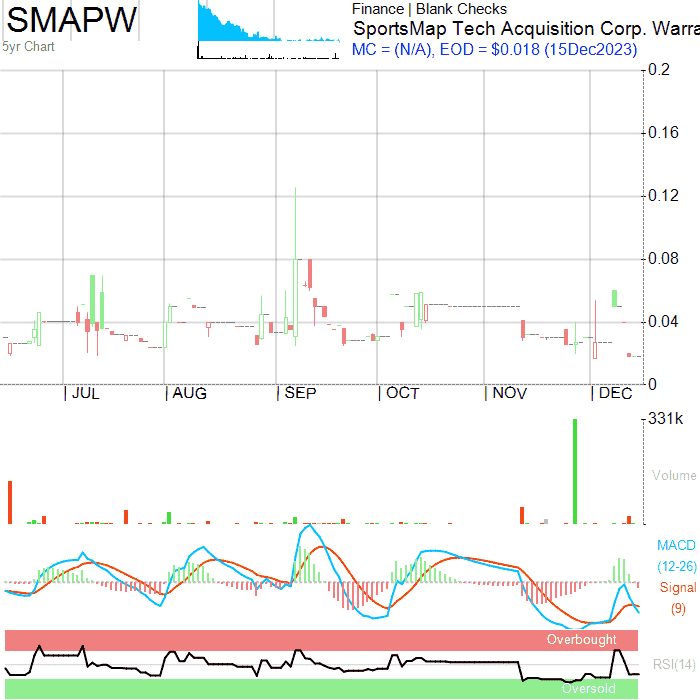 SMAPW
5yr Chart
Finance | Blank Checks
SportsMap Tech Acquisition Corp. Warra
MC = (N/A), EOD = $0.018 (15Dec2023)
0.2
0.16
0.12
0.08
0.04
0
JUL AUG SEP OCT NOV DEC
331k
Volume
MACD
(12-26)
Signal
(9)
Overbought
RSI(14)
Oversold